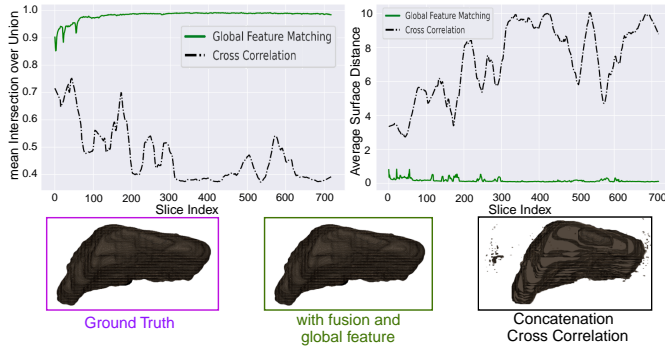 1.0
0.9
0.8
0.7
0.6
0.5
0.4
mean Intersection over Union
Global Feature Matching
Cross Correlation
0 100 200 300 400 500 600 700
Slice Index
10
8
6
4
2
0
Average Surface Distance
Global Feature Matching
Cross Correlation
0 100 200 300 400 500 600 700
Slice Index
Ground Truth
with fusion and
global feature
Concatenation
Cross Correlation